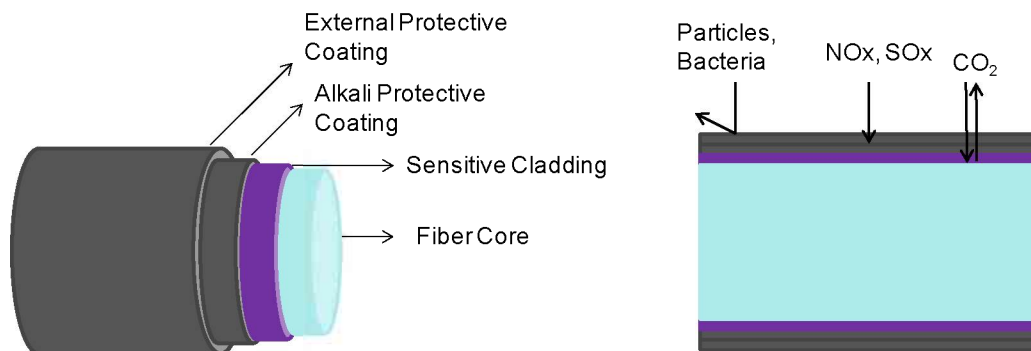 External Protective
Coating
Alkali Protective
Coating
Sensitive Cladding
Fiber Core
Particles,
Bacteria
NOx, SOx
CO₂